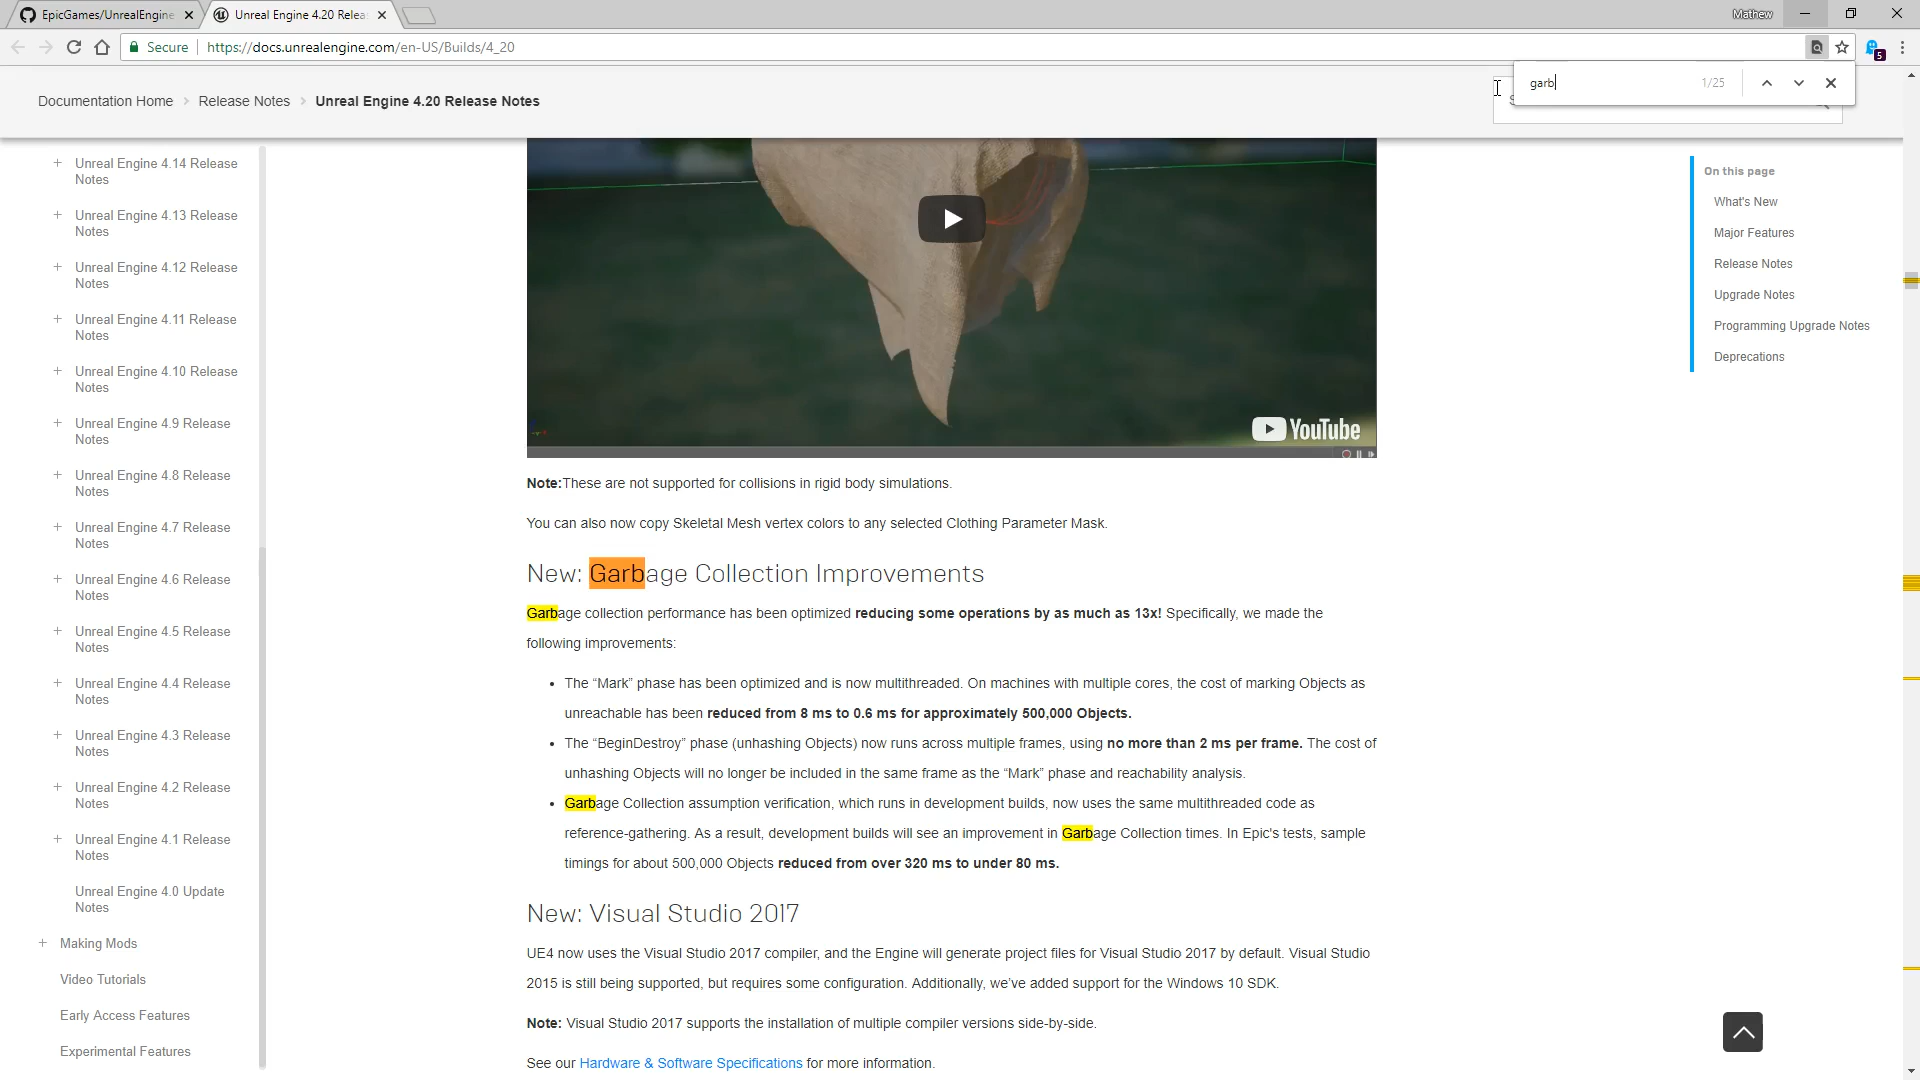 EpicGames/UnrealEngine
Unreal Engine 4.20 Relea
Mathew
Secure
https://docs.unrealengine.com/en-US/Builds/4_20
5
garb
1/25
Documentation Home
Release Notes
Unreal Engine 4.20 Release Notes
+ Unreal Engine 4.14 Release
Notes
+ Unreal Engine 4.13 Release
Notes
+ Unreal Engine 4.12 Release
Notes
+ Unreal Engine 4.11 Release
Notes
+ Unreal Engine 4.10 Release
Notes
+ Unreal Engine 4.9 Release
Notes
+ Unreal Engine 4.8 Release
Notes
+ Unreal Engine 4.7 Release
Notes
+ Unreal Engine 4.6 Release
Notes
+ Unreal Engine 4.5 Release
Notes
+ Unreal Engine 4.4 Release
Notes
+ Unreal Engine 4.3 Release
Notes
+ Unreal Engine 4.2 Release
Notes
+ Unreal Engine 4.1 Release
Notes
Unreal Engine 4.0 Update
Notes
+ Making Mods
Video Tutorials
Early Access Features
Experimental Features
YouTube
Note:These are not supported for collisions in rigid body simulations.
You can also now copy Skeletal Mesh vertex colors to any selected Clothing Parameter Mask.
New: Garbage Collection Improvements
Garbage collection performance has been optimized reducing some operations by as much as 13x! Specifically, we made the
following improvements:
• The “Mark” phase has been optimized and is now multithreaded. On machines with multiple cores, the cost of marking Objects as
unreachable has been reduced from 8 ms to 0.6 ms for approximately 500,000 Objects.
• The “BeginDestroy” phase (unhashing Objects) now runs across multiple frames, using no more than 2 ms per frame. The cost of
unhashing Objects will no longer be included in the same frame as the “Mark” phase and reachability analysis.
• Garbage Collection assumption verification, which runs in development builds, now uses the same multithreaded code as
reference-gathering. As a result, development builds will see an improvement in Garbage Collection times. In Epic's tests, sample
timings for about 500,000 Objects reduced from over 320 ms to under 80 ms.
New: Visual Studio 2017
UE4 now uses the Visual Studio 2017 compiler, and the Engine will generate project files for Visual Studio 2017 by default. Visual Studio
2015 is still being supported, but requires some configuration. Additionally, we’ve added support for the Windows 10 SDK.
Note: Visual Studio 2017 supports the installation of multiple compiler versions side-by-side.
See our Hardware & Software Specifications for more information.
On this page
What's New
Major Features
Release Notes
Upgrade Notes
Programming Upgrade Notes
Deprecations